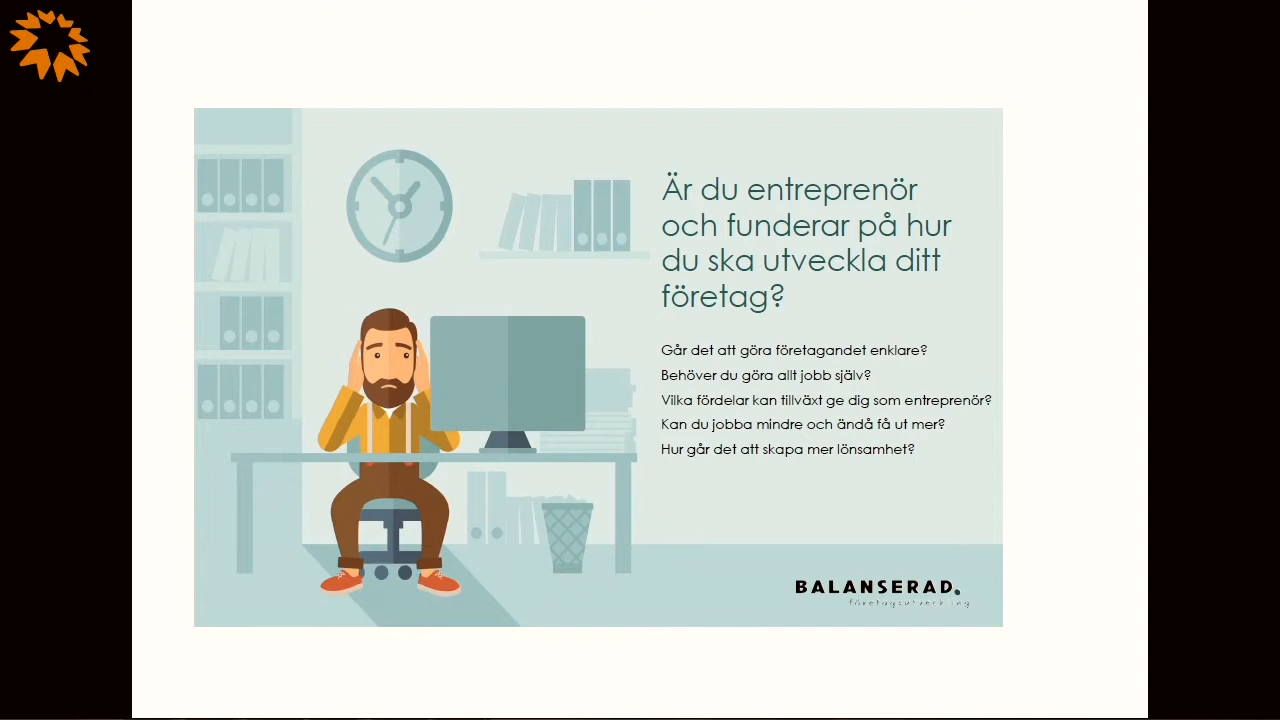 Är du entreprenör
och funderar på hur
du ska utveckla ditt
företag?
Går det att göra företagandet enklare?
Behöver du göra allt jobb själv?
Vilka fördelar kan tillväxt ge dig som entreprenör?
Kan du jobba mindre och ändå få ut mer?
Hur går det att skapa mer lönsamhet?
BALANSERAD.
företagsutveckling